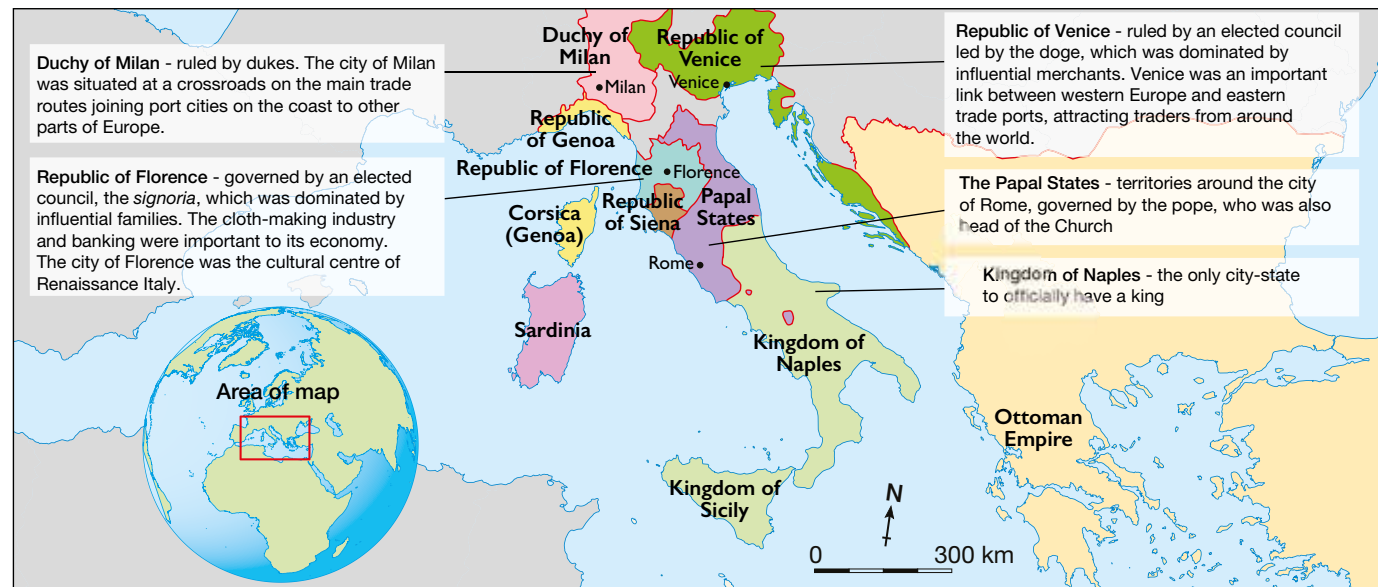 Duchy of Milan - ruled by dukes. The city of Milan
was situated at a crossroads on the main trade
routes joining port cities on the coast to other
parts of Europe.
Republic of Florence - governed by an elected
council, the signoria, which was dominated by
influential families. The cloth-making industry
and banking were important to its economy.
The city of Florence was the cultural centre of
Renaissance Italy.
Duchy of
Milan
Milan
Republic of
Venice
Venice
Republic
of Genoa
Republic of Florence
Florence
Republic
of Siena
Papal
States
Corsica
(Genoa)
Rome
Sardinia
Kingdom of
Naples
Kingdom of
Sicily
Ottoman
Empire
Republic of Venice - ruled by an elected council
led by the doge, which was dominated by
influential merchants. Venice was an important
link between western Europe and eastern
trade ports, attracting traders from around
the world.
The Papal States - territories around the city
of Rome, governed by the pope, who was also
head of the Church
Kingdom of Naples - the only city-state
to officially have a king
Area of map
N
0 300 km